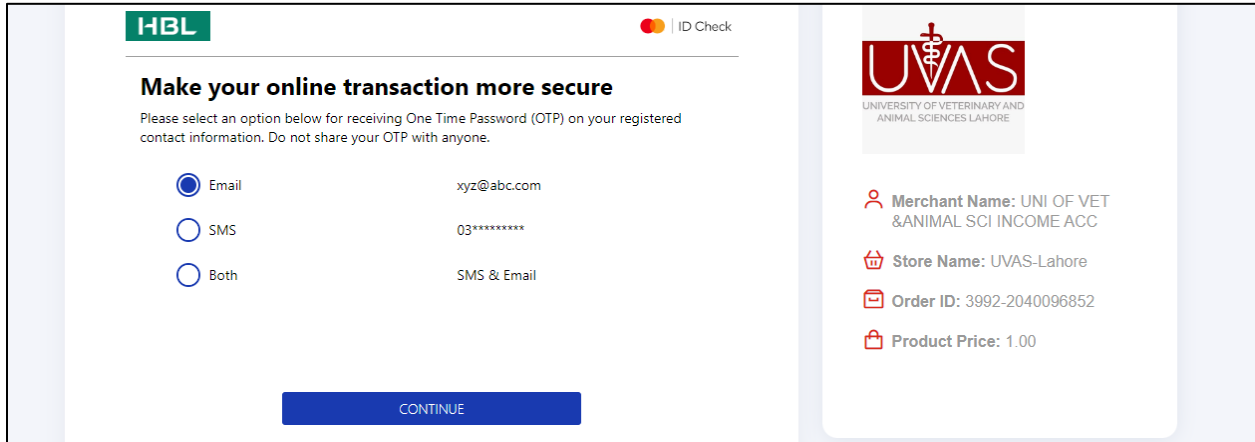 HBL
ID Check
Make your online transaction more secure
Please select an option below for receiving One Time Password (OTP) on your registered
contact information. Do not share your OTP with anyone.
Email xyz@abc.com
SMS 03*********
Both SMS & Email
CONTINUE
UVAS
UNIVERSITY OF VETERINARY AND
ANIMAL SCIENCES LAHORE
Merchant Name: UNI OF VET
&ANIMAL SCI INCOME ACC
Store Name: UVAS-Lahore
Order ID: 3992-2040096852
Product Price: 1.00